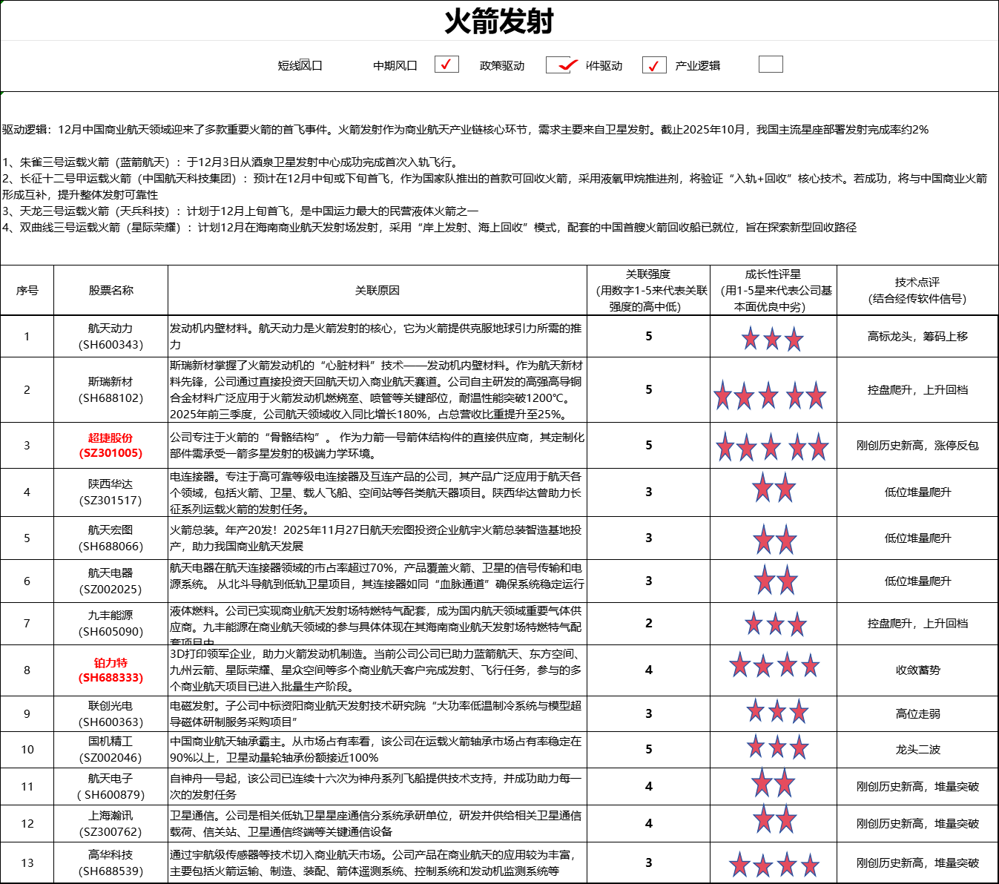 火箭发射
短线风口 中期风口 政策驱动 件驱动 产业逻辑
驱动逻辑：12月中国商业航天领域迎来了多款重要火箭的首飞事件。火箭发射作为商业航天产业链核心环节，需求主要来自卫星发射。截止2025年10月，我国主流星座部署发射完成率约2%
1、朱雀三号运载火箭（蓝箭航天）：于12月3日从酒泉卫星发射中心成功完成首次入轨飞行。
2、长征十二号甲运载火箭（中国航天科技集团）：预计在12月中旬或下旬首飞，作为国家队推出的首款可回收火箭，采用液氧甲烷推进剂，将验证“入轨+回收”核心技术。若成功，将与中国商业火箭
形成互补，提升整体发射可靠性
3、天龙三号运载火箭（天兵科技）：计划于12月上旬首飞，是中国运力最大的民营液体火箭之一
4、双曲线三号运载火箭（星际荣耀）：计划12月在海南商业航天发射场发射，采用“岸上发射、海上回收”模式，配套的中国首艘火箭回收船已就位，旨在探索新型回收路径
序号 股票名称 关联原因
关联强度
（用数字1-5来代表关联
强度的高中低）
成长性评星
（用1-5星来代表公司基
本面优良中劣）
技术点评
（结合经传软件信号）
1
航天动力
（SH600343）
发动机内壁材料。航天动力是火箭发射的核心，它为火箭提供克服地球引力所需的推
力
5
高标龙头，筹码上移
2
斯瑞新材
（SH688102）
斯瑞新材掌握了火箭发动机的“心脏材料”技术——发动机内壁材料。作为航天新材
料先锋，公司通过直接投资天回航天切入商业航天赛道。公司自主研发的高强高导铜
合金材料广泛应用于火箭发动机燃烧室、喷管等关键部位，耐温性能突破1200℃。
2025年前三季度，公司航天领域收入同比增长180%，占总营收比重提升至25%。
5
控盘爬升，上升回档
3
超捷股份
（SZ301005）
公司专注于火箭的“骨骼结构”。 作为力箭一号箭体结构件的直接供应商，其定制化
部件需承受一箭多星发射的极端力学环境。
5
刚创历史新高，涨停反包
4
陕西华达
（SZ301517）
电连接器。专注于高可靠等级电连接器及互连产品的公司，其产品广泛应用于航天各
个领域，包括火箭、卫星、载人飞船、空间站等各类航天器项目。陕西华达曾助力长
征系列运载火箭的发射任务。
3
低位堆量爬升
5
航天宏图
（SH688066）
火箭总装。年产20发！2025年11月27日航天宏图投资企业航宇火箭总装智造基地投
产，助力我国商业航天发展
3
低位堆量爬升
6
航天电器
（SZ002025）
航天电器在航天连接器领域的市占率超过70%，产品覆盖火箭、卫星的信号传输和电
源系统。 从北斗导航到低轨卫星项目，其连接器如同“血脉通道”确保系统稳定运行
3
低位堆量爬升
7
九丰能源
（SH605090）
液体燃料。公司已实现商业航天发射场特燃特气配套，成为国内航天领域重要气体供
应商。九丰能源在商业航天领域的参与具体体现在其海南商业航天发射场特燃特气配
套项目中
2
控盘爬升，上升回档
8
铂力特
（SH688333）
3D打印领军企业，助力火箭发动机制造。当前公司公司已助力蓝箭航天、东方空间、
九州云箭、星际荣耀、星众空间等多个商业航天客户完成发射、飞行任务，参与的多
个商业航天项目已进入批量生产阶段。
4
收敛蓄势
9
联创光电
（SH600363）
电磁发射。子公司中标资阳商业航天发射技术研究院“大功率低温制冷系统与模型超
导磁体研制服务采购项目”
3
高位走弱
10
国机精工
（SZ002046）
中国商业航天轴承霸主。从市场占有率看，该公司在运载火箭轴承市场占有率稳定在
90%以上，卫星动量轮轴承份额接近100%
5
龙头二波
11
航天电子
（ SH600879）
自神舟一号起，该公司已连续十六次为神舟系列飞船提供技术支持，并成功助力每一
次的发射任务
4
刚创历史新高，堆量突破
12
上海瀚讯
（SZ300762）
卫星通信。公司是相关低轨卫星星座通信分系统承研单位，研发并供给相关卫星通信
载荷、信关站、卫星通信终端等关键通信设备
4
刚创历史新高，堆量突破
13
高华科技
（SH688539）
通过宇航级传感器等技术切入商业航天市场。公司产品在商业航天的应用较为丰富，
主要包括火箭运输、制造、装配、箭体遥测系统、控制系统和发动机监测系统等
3
刚创历史新高，堆量突破